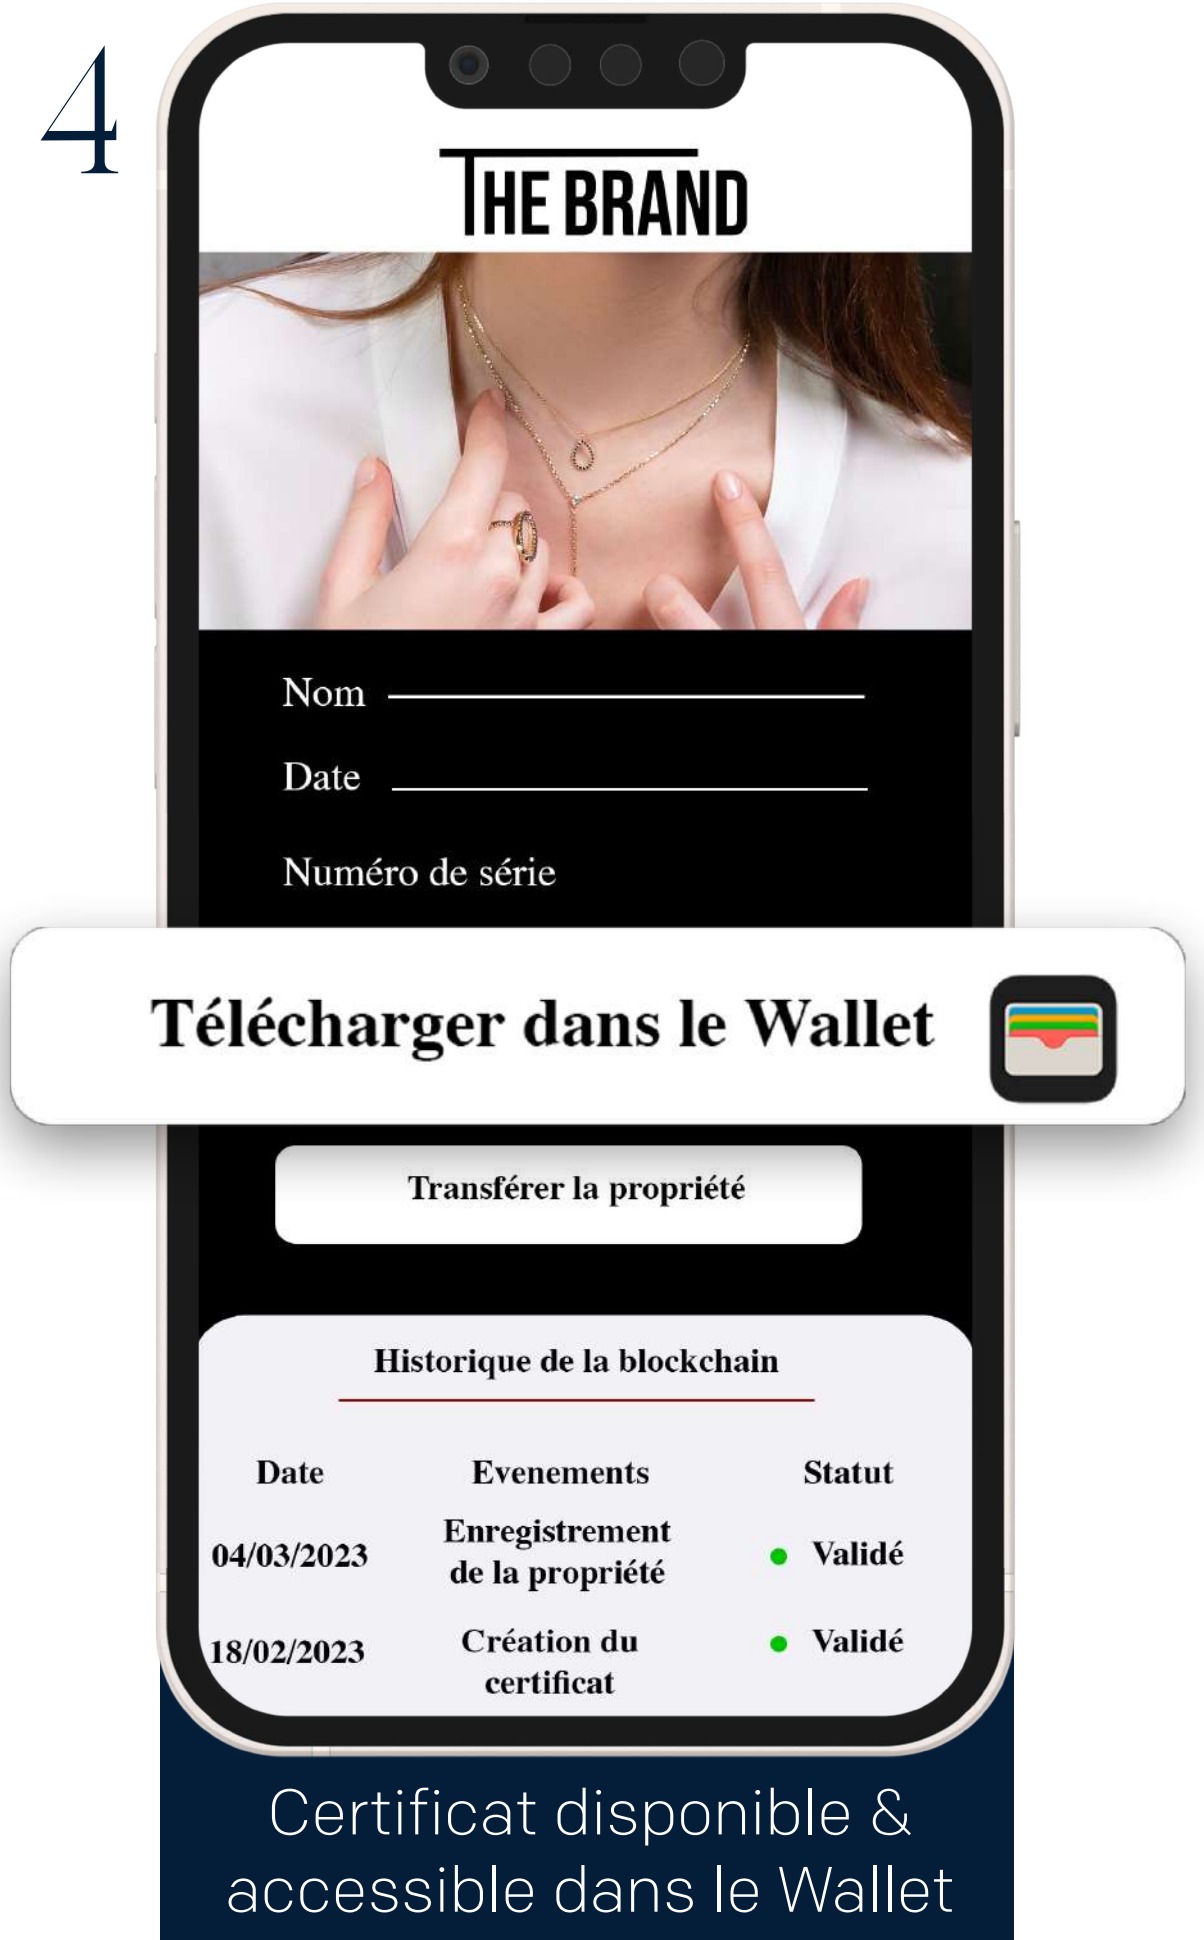 4
THE BRAND
Nom
Date
Numéro de série
Télécharger dans le Wallet
Transférer la propriété
Historique de la blockchain
Date Evenements Statut
04/03/2023 Enregistrement de la propriété Validé
18/02/2023 Création du certificat Validé
Certificat disponible &
accessible dans le Wallet